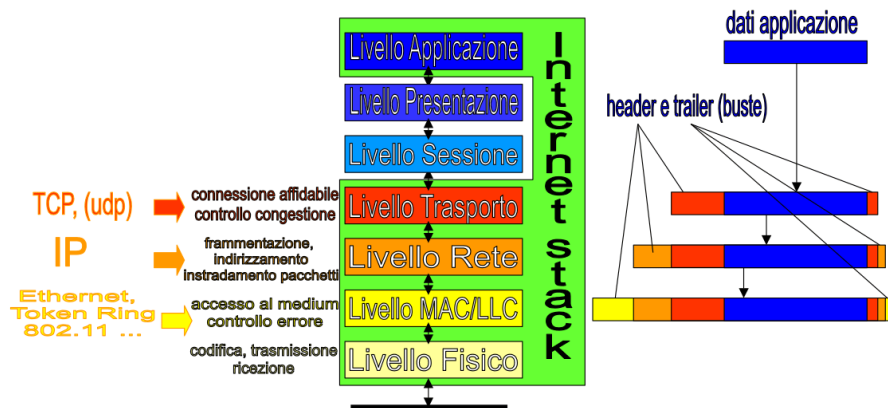 dati applicazione
Livello Applicazione
Livello Presentazione
header e trailer (buste)
Livello Sessione
TCP, (udp)
connessione affidabile
controllo congestione
Livello Trasporto
IP
frammentazione,
indirizzamento
instradamento pacchetti
Livello Rete
Ethernet,
Token Ring
802.11 ...
accesso al medium
controllo errore
Livello MAC/LLC
codifica, trasmissione
ricezione
Livello Fisico
Internet stack